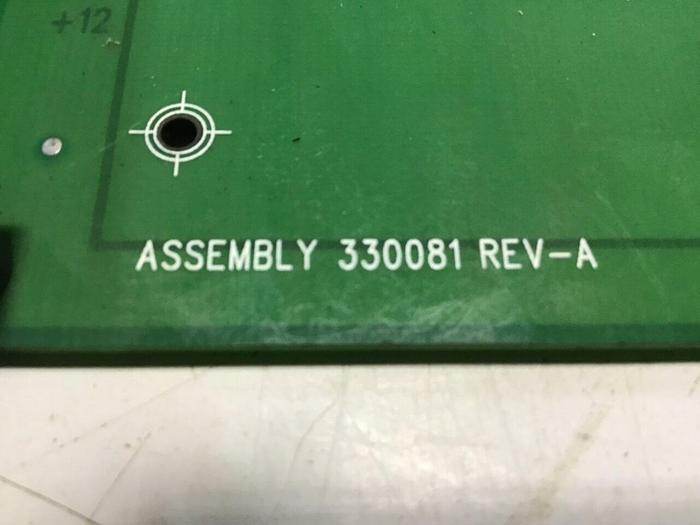 +12
ASSEMBLY 330081 REV-A